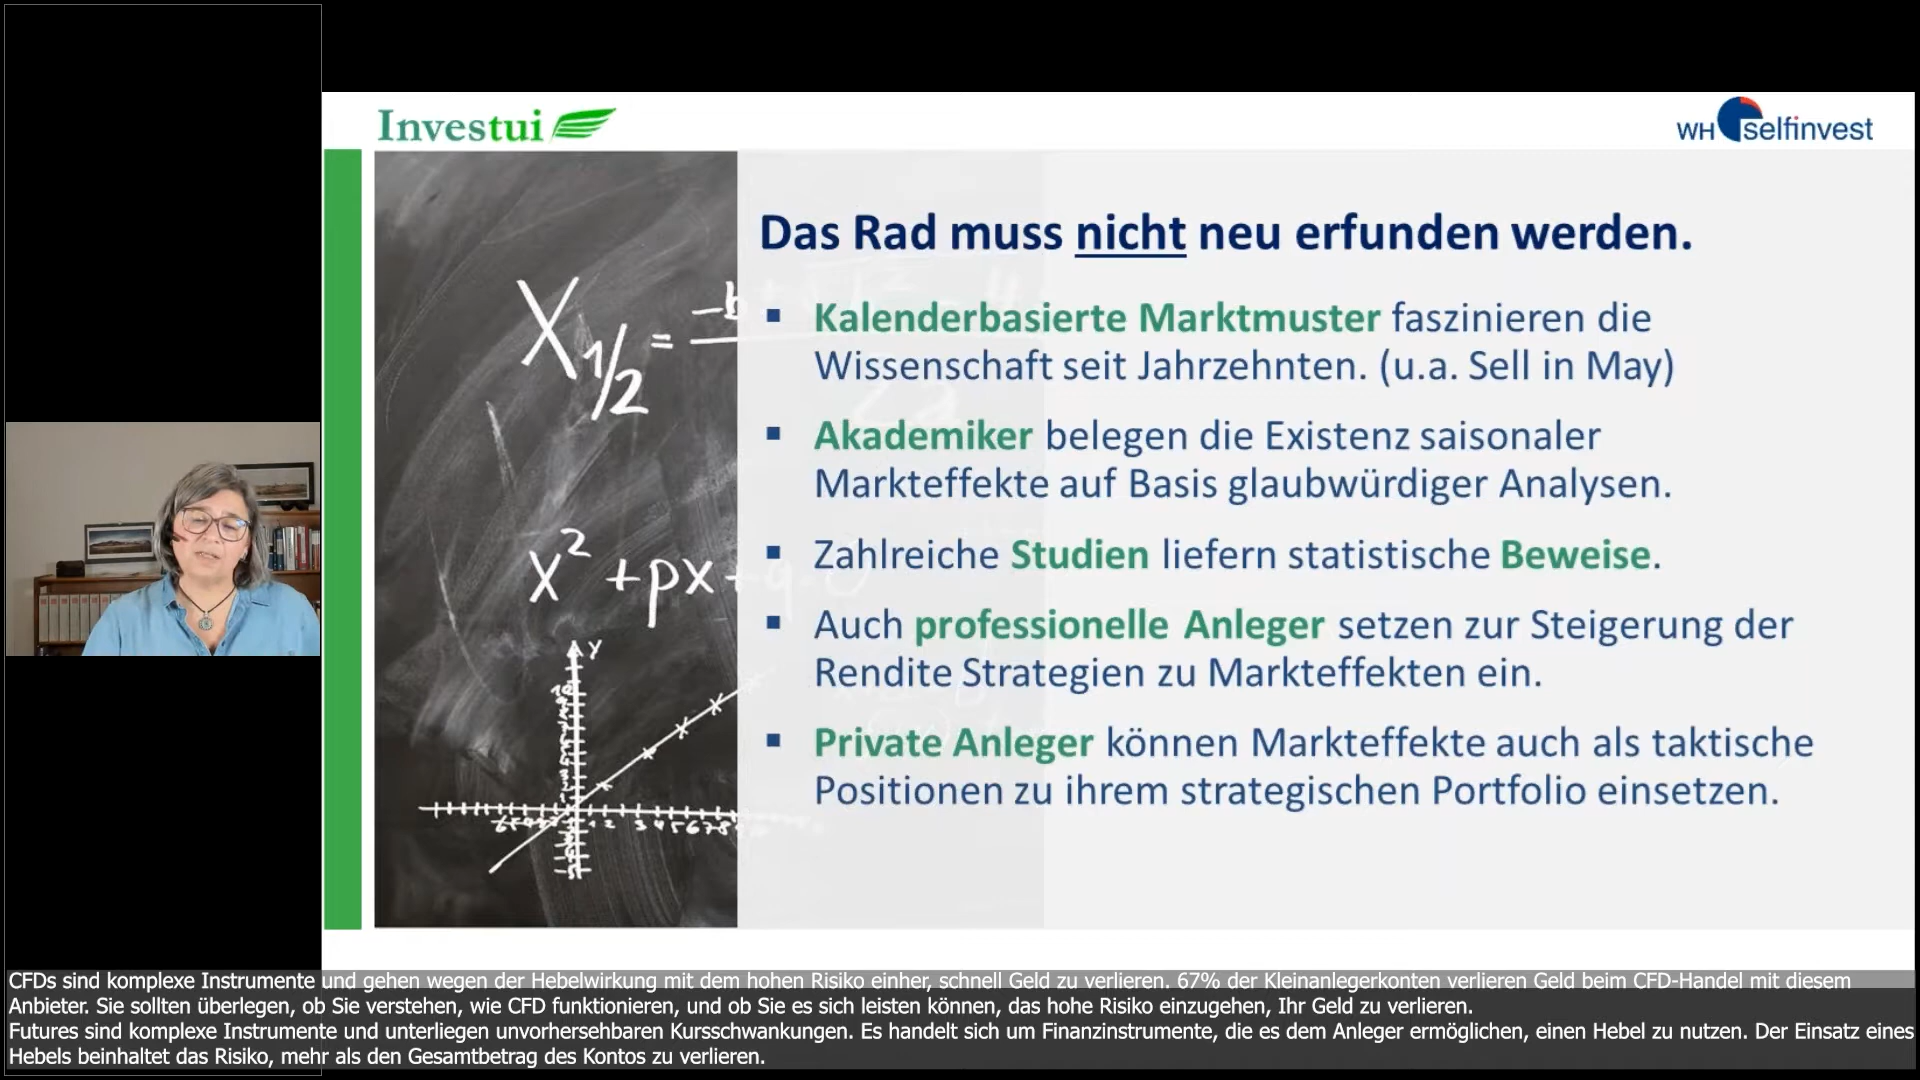 Investui
WH selfinvest
Das Rad muss nicht neu erfunden werden.
▪ Kalenderbasierte Marktmuster faszinieren die
Wissenschaft seit Jahrzehnten. (u.a. Sell in May)
▪ Akademiker belegen die Existenz saisonaler
Markteffekte auf Basis glaubwürdiger Analysen.
▪ Zahlreiche Studien liefern statistische Beweise.
▪ Auch professionelle Anleger setzen zur Steigerung der
Rendite Strategien zu Markteffekten ein.
▪ Private Anleger können Markteffekte auch als taktische
Positionen zu ihrem strategischen Portfolio einsetzen.
X 1/2 = -b
x² + px +
Y
CFDs sind komplexe Instrumente und gehen wegen der Hebelwirkung mit dem hohen Risiko einher, schnell Geld zu verlieren. 67% der Kleinanlegerkonten verlieren Geld beim CFD-Handel mit diesem
Anbieter. Sie sollten überlegen, ob Sie verstehen, wie CFD funktionieren, und ob Sie es sich leisten können, das hohe Risiko einzugehen, Ihr Geld zu verlieren.
Futures sind komplexe Instrumente und unterliegen unvorhersehbaren Kursschwankungen. Es handelt sich um Finanzinstrumente, die es dem Anleger ermöglichen, einen Hebel zu nutzen. Der Einsatz eines
Hebels beinhaltet das Risiko, mehr als den Gesamtbetrag des Kontos zu verlieren.